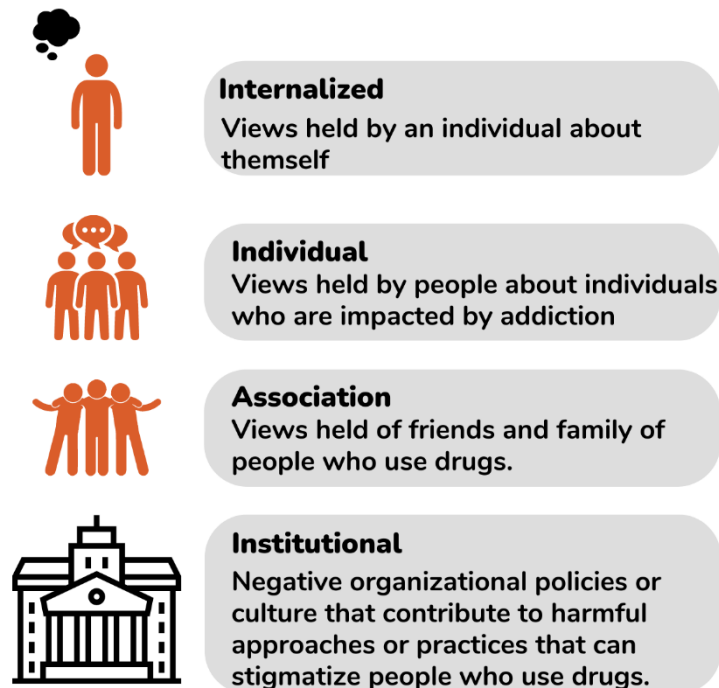 Internalized
Views held by an individual about
themself
Individual
Views held by people about individuals
who are impacted by addiction
Association
Views held of friends and family of
people who use drugs.
Institutional
Negative organizational policies or
culture that contribute to harmful
approaches or practices that can
stigmatize people who use drugs.